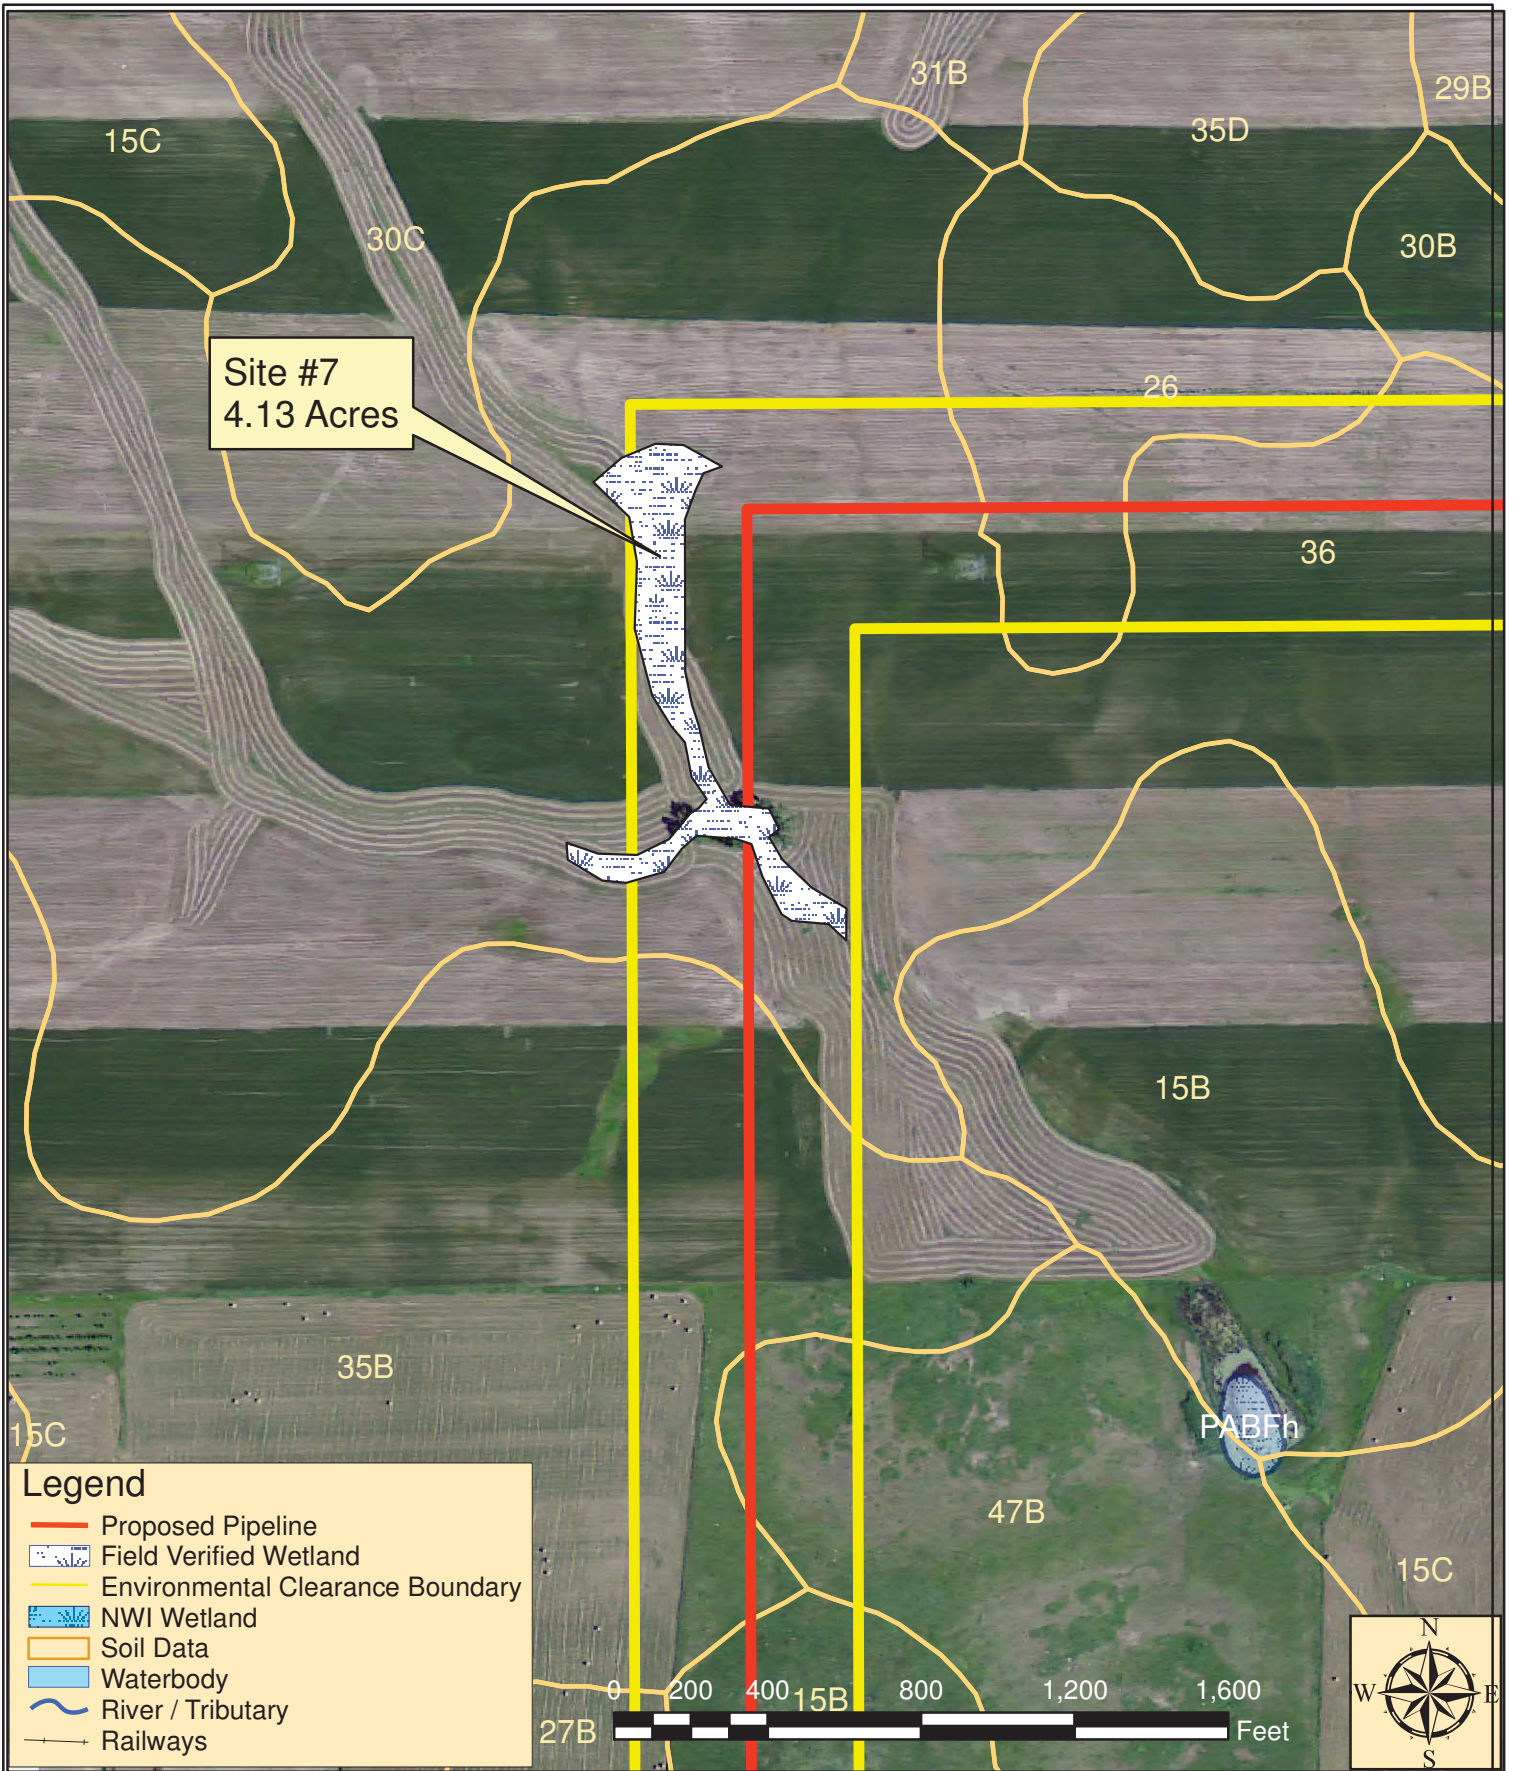 31B
29B
35D
15C
30C
30B
Site #7
4.13 Acres
26
36
15B
35B
15C
PABFh
47B
15C
Legend
Proposed Pipeline
Field Verified Wetland
Environmental Clearance Boundary
NWI Wetland
Soil Data
Waterbody
River / Tributary
Railways
27B
15B
0 200 400 800 1,200 1,600
Feet
N
W E
S